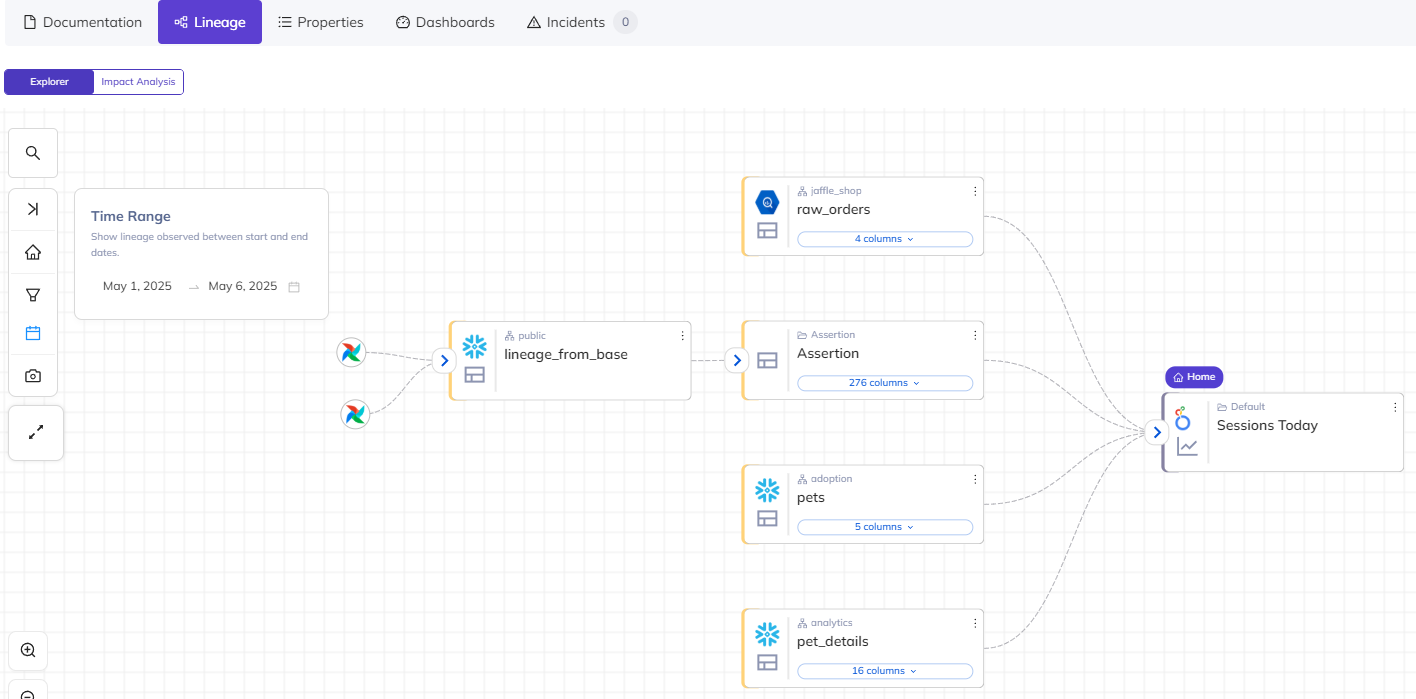 Documentation
Lineage
Properties
Dashboards
Incidents
0
Explorer
Impact Analysis
Time Range
Show lineage observed between start and end
dates.
May 1, 2025
May 6, 2025
public
lineage_from_base
jaffle_shop
raw_orders
4 columns
Assertion
Assertion
276 columns
adoption
pets
5 columns
analytics
pet_details
16 columns
Home
Default
Sessions Today